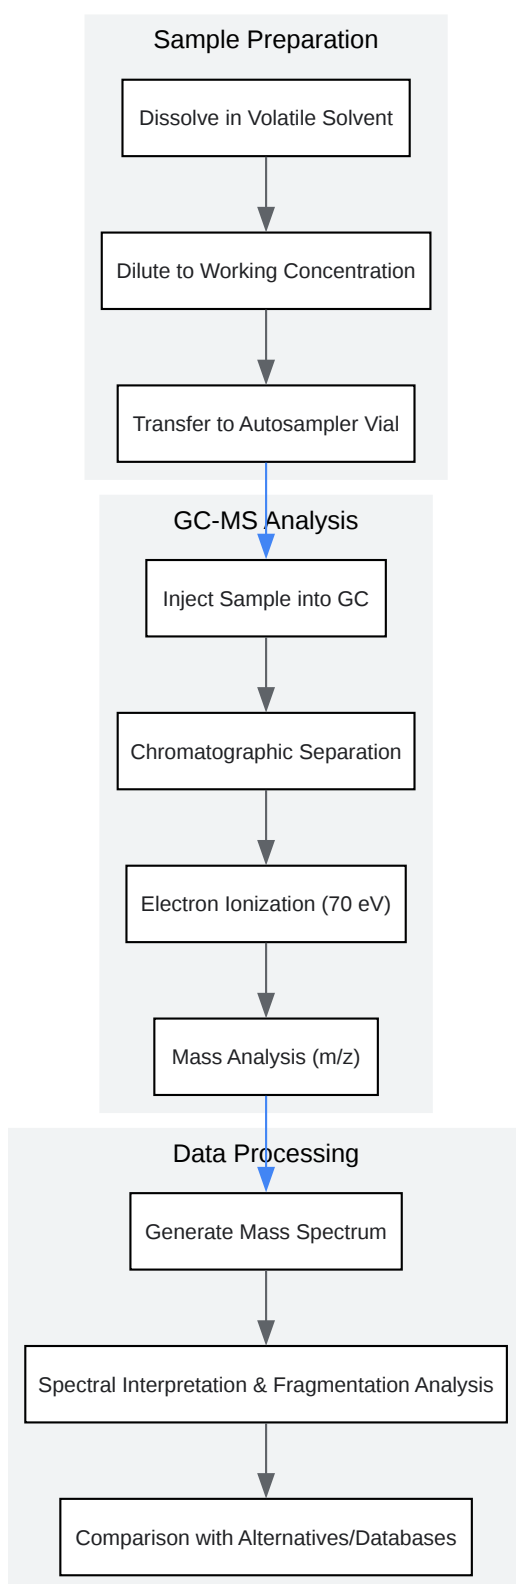 Sample Preparation
Dissolve in Volatile Solvent
Dilute to Working Concentration
Transfer to Autosampler Vial
GC-MS Analysis
Inject Sample into GC
Chromatographic Separation
Electron Ionization (70 eV)
Mass Analysis (m/z)
Data Processing
Generate Mass Spectrum
Spectral Interpretation & Fragmentation Analysis
Comparison with Alternatives/Databases